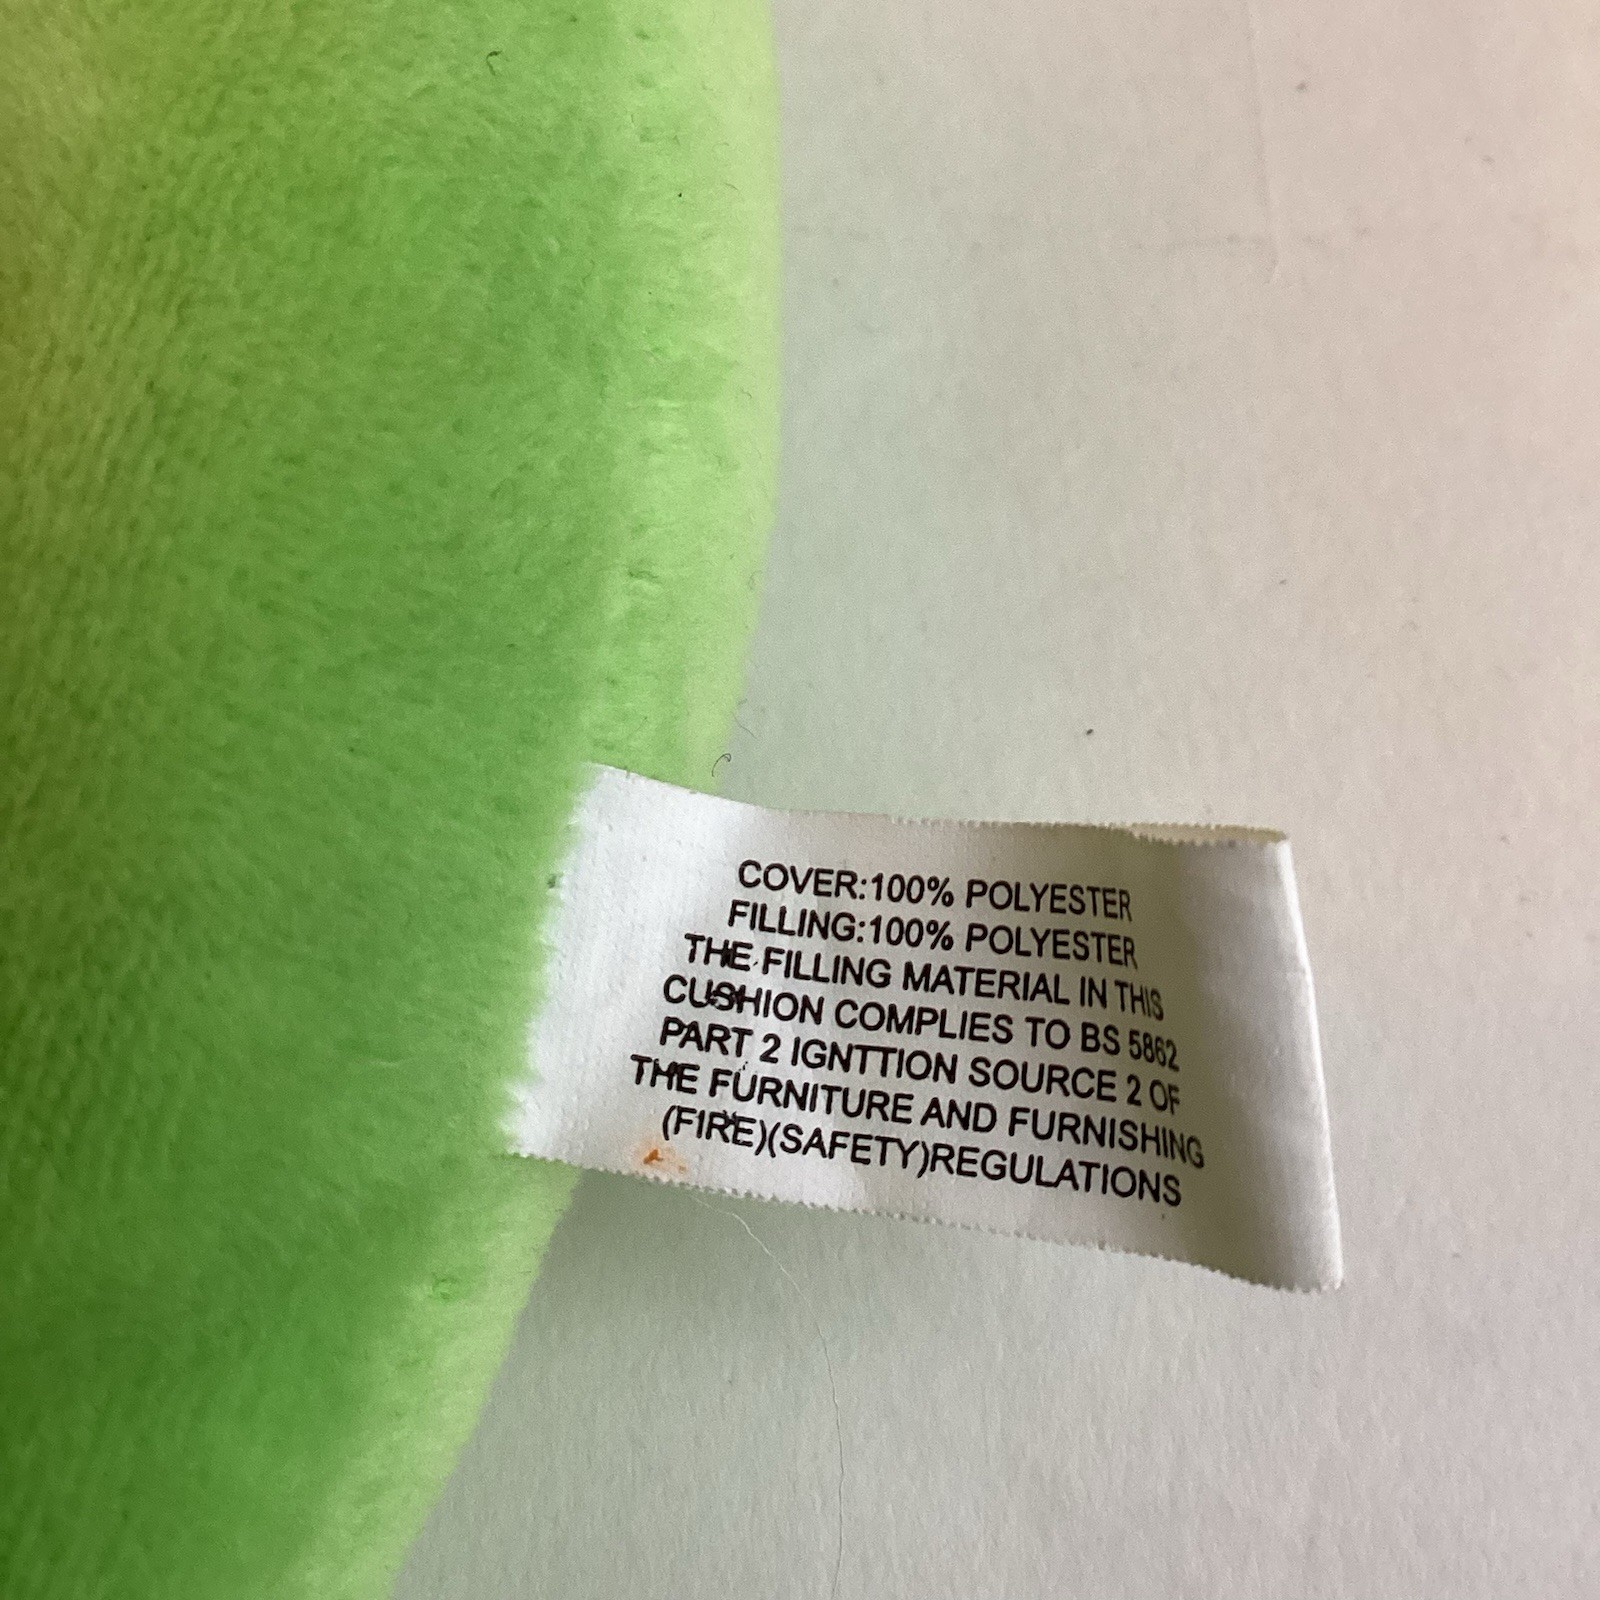 COVER:100% POLYESTER
FILLING:100% POLYESTER
THE FILLING MATERIAL IN THIS
CUSHION COMPLIES TO BS 5862
PART 2 IGNTTION SOURCE 2 OF
THE FURNITURE AND FURNISHING
(FIRE)(SAFETY)REGULATIONS